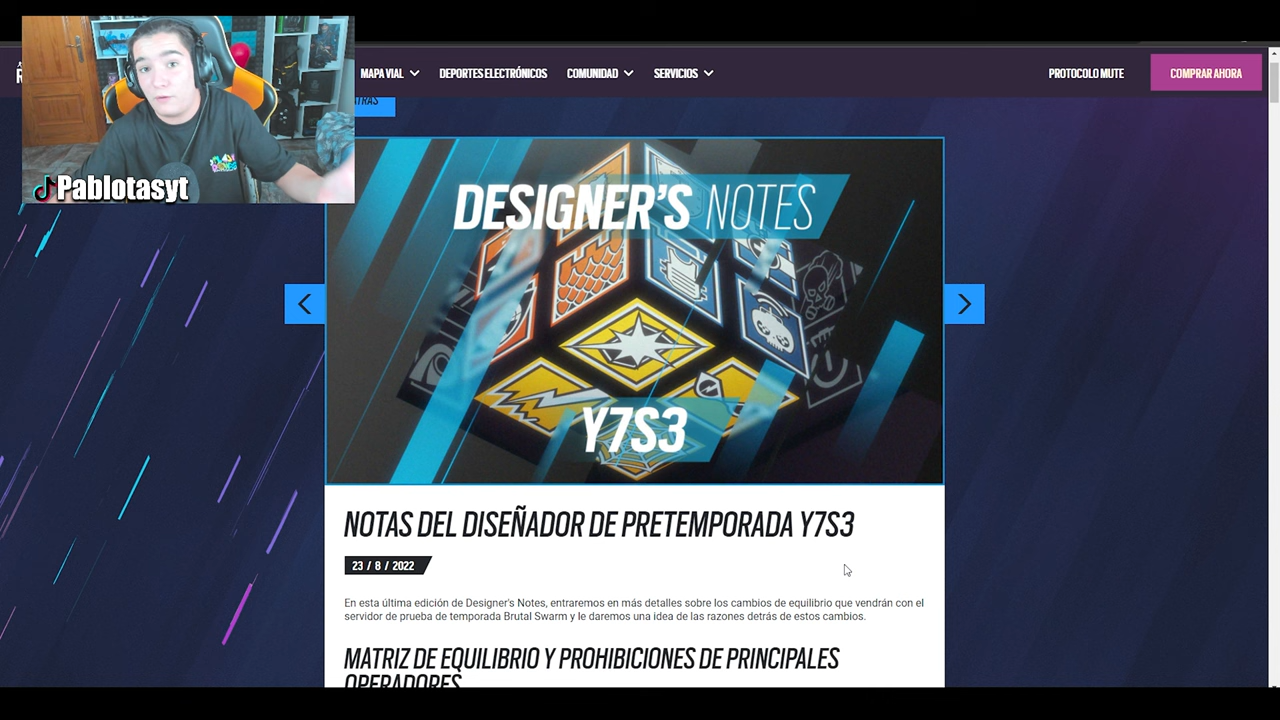 MAPA VIAL
DEPORTES ELECTRÓNICOS
COMUNIDAD
SERVICIOS
PROTOCOLO MUTE
COMPRAR AHORA
Pablotasyt
DESIGNER'S NOTES
Y7S3
NOTAS DEL DISEÑADOR DE PRETEMPORADA Y7S3
23 / 8 / 2022
En esta última edición de Designer's Notes, entraremos en más detalles sobre los cambios de equilibrio que vendrán con el
servidor de prueba de temporada Brutal Swarm y le daremos una idea de las razones detrás de estos cambios.
MATRIZ DE EQUILIBRIO Y PROHIBICIONES DE PRINCIPALES
OPERADORES